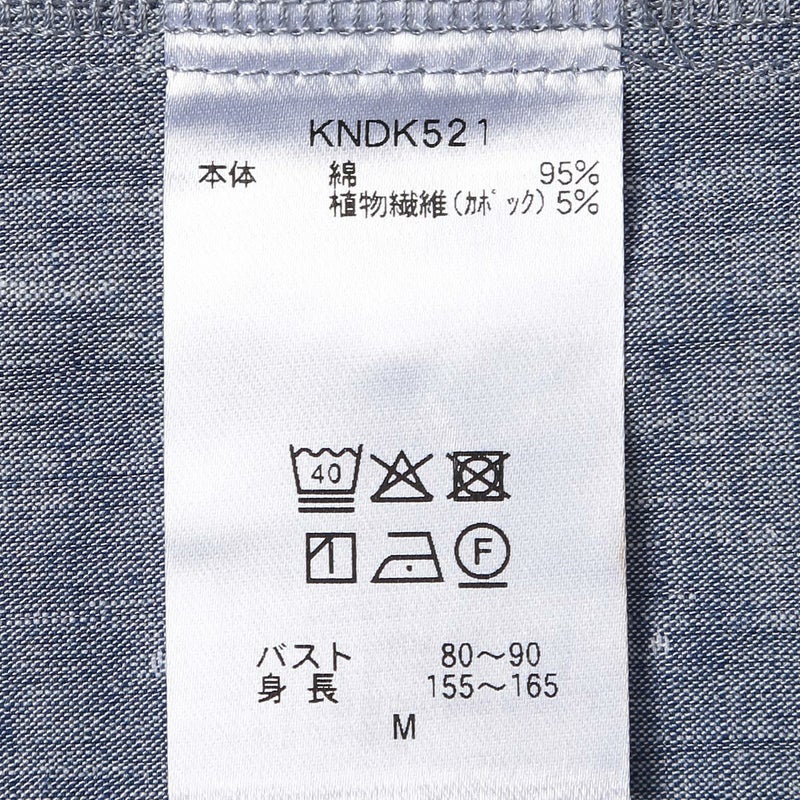 KNDK521
本体 綿 95%
植物繊維(ｶﾎﾟｯｸ) 5%
40
F
バスト 80～90
身長 155～165
M